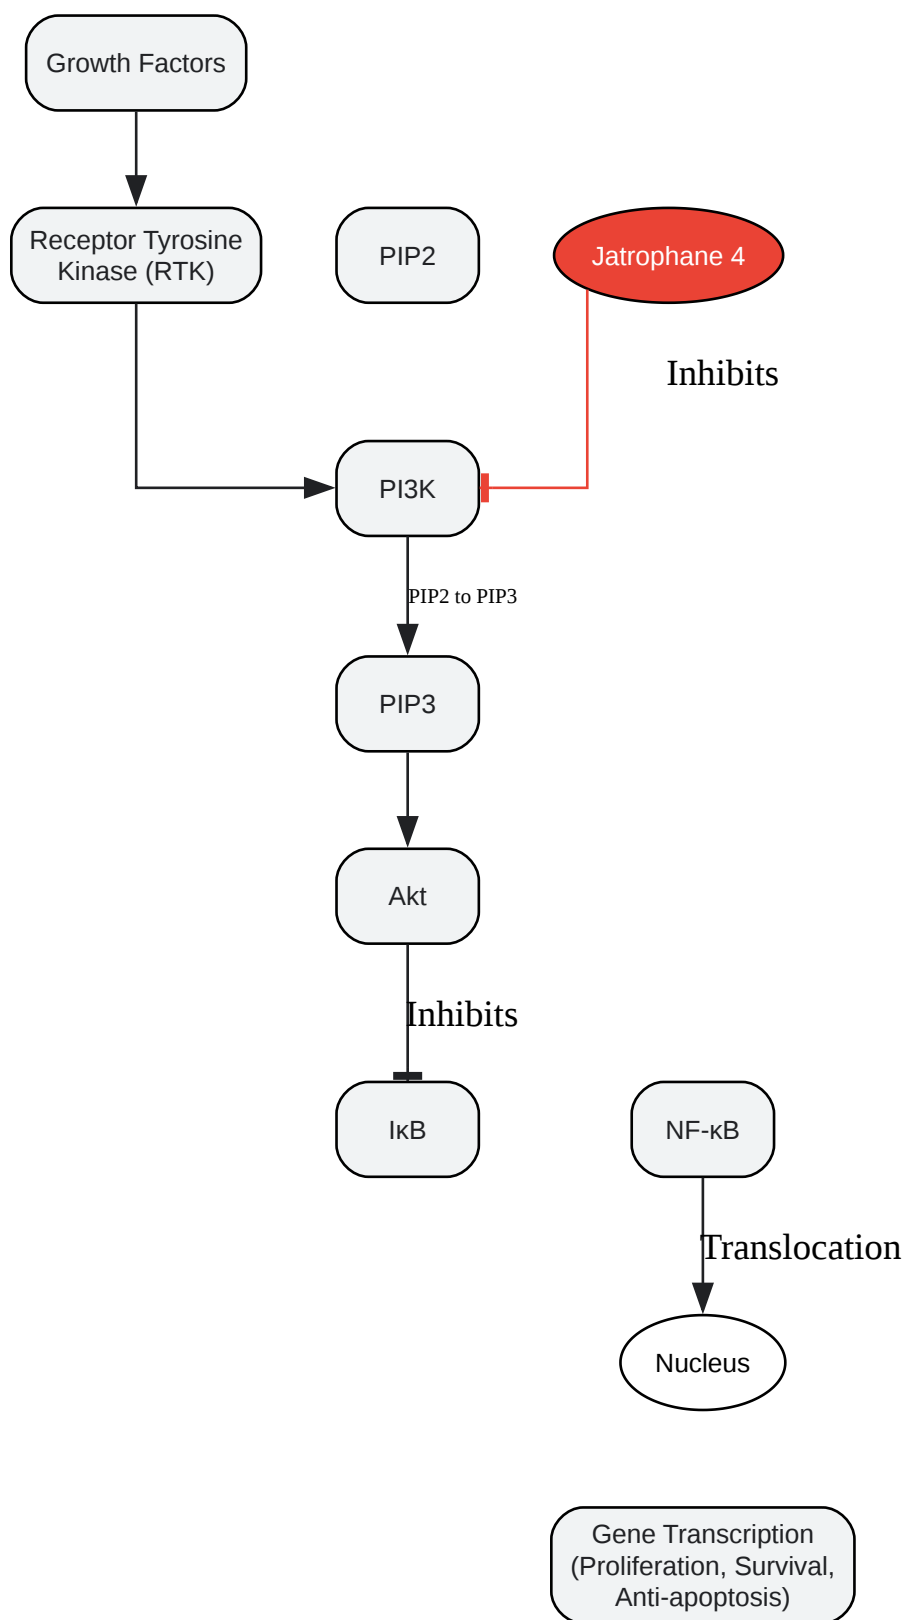 Growth Factors
Receptor Tyrosine
Kinase (RTK)
PIP2
Jatrophane 4
Inhibits
PI3K
PIP2 to PIP3
PIP3
Akt
Inhibits
IκB
NF-κB
Translocation
Nucleus
Gene Transcription
(Proliferation, Survival,
Anti-apoptosis)